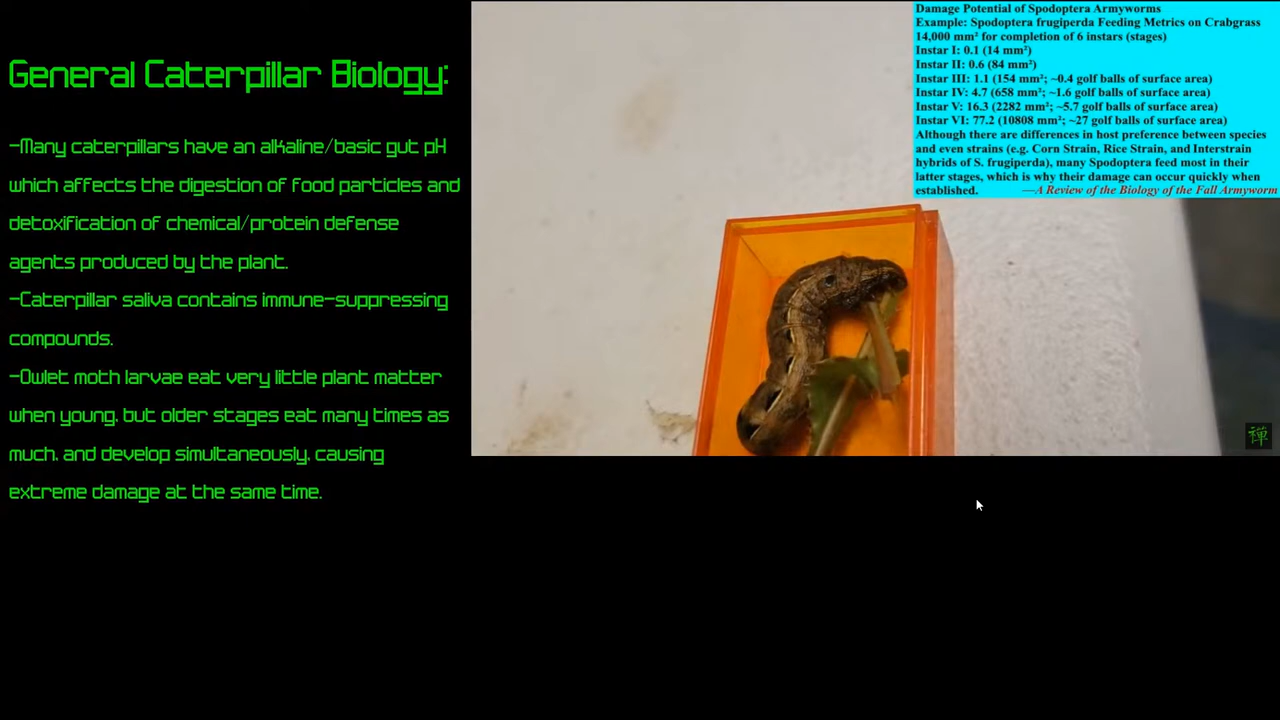 General Caterpillar Biology:
-Many caterpillars have an alkaline/basic gut pH
which affects the digestion of food particles and
detoxification of chemical/protein defense
agents produced by the plant.
-Caterpillar saliva contains immune-suppressing
compounds.
-Owlet moth larvae eat very little plant matter
when young, but older stages eat many times as
much, and develop simultaneously, causing
extreme damage at the same time.
Damage Potential of Spodoptera Armyworms
Example: Spodoptera frugiperda Feeding Metrics on Crabgrass
14,000 mm² for completion of 6 instars (stages)
Instar I: 0.1 (14 mm²)
Instar II: 0.6 (84 mm²)
Instar III: 1.1 (154 mm²; ~0.4 golf balls of surface area)
Instar IV: 4.7 (658 mm²; ~1.6 golf balls of surface area)
Instar V: 16.3 (2282 mm²; ~5.7 golf balls of surface area)
Instar VI: 77.2 (10808 mm²; ~27 golf balls of surface area)
Although there are differences in host preference between species
and even strains (e.g. Corn Strain, Rice Strain, and Interstrain
hybrids of S. frugiperda), many Spodoptera feed most in their
latter stages, which is why their damage can occur quickly when
established. —A Review of the Biology of the Fall Armyworm
禅